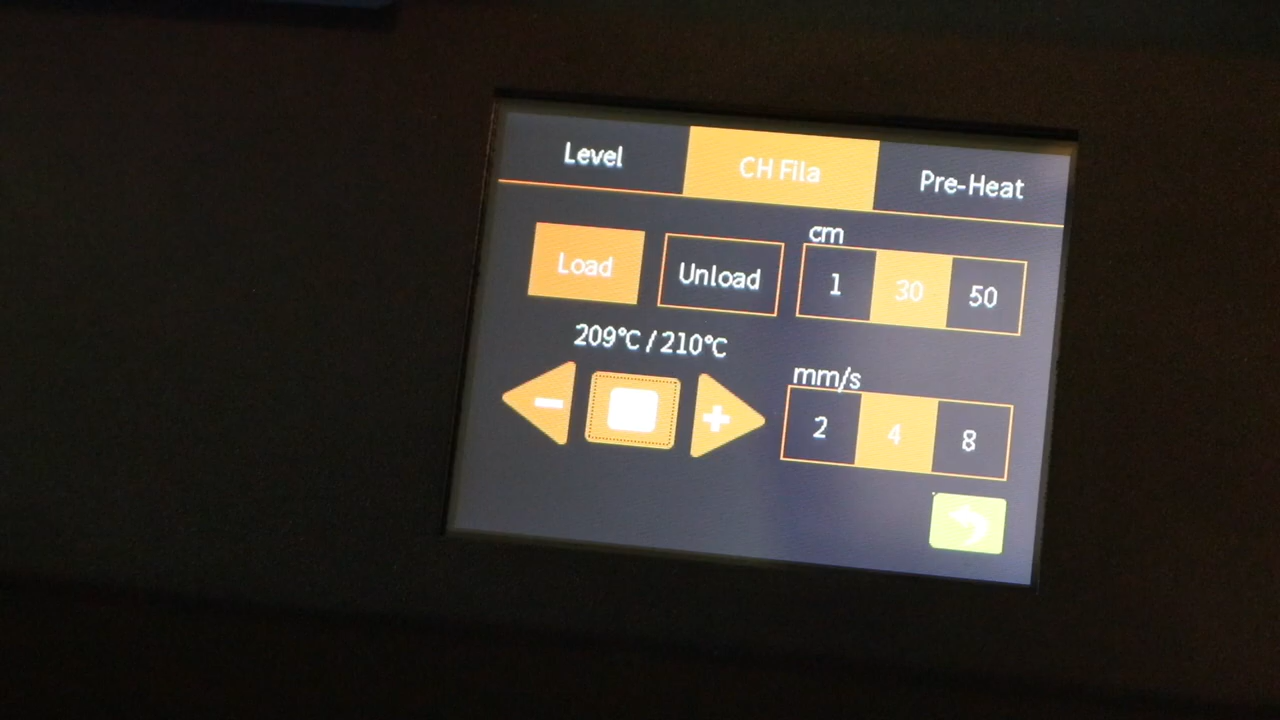 Level CH Fila Pre-Heat
cm
Load Unload 1 30 50
209℃ / 210℃
mm/s
- + 2 4 8